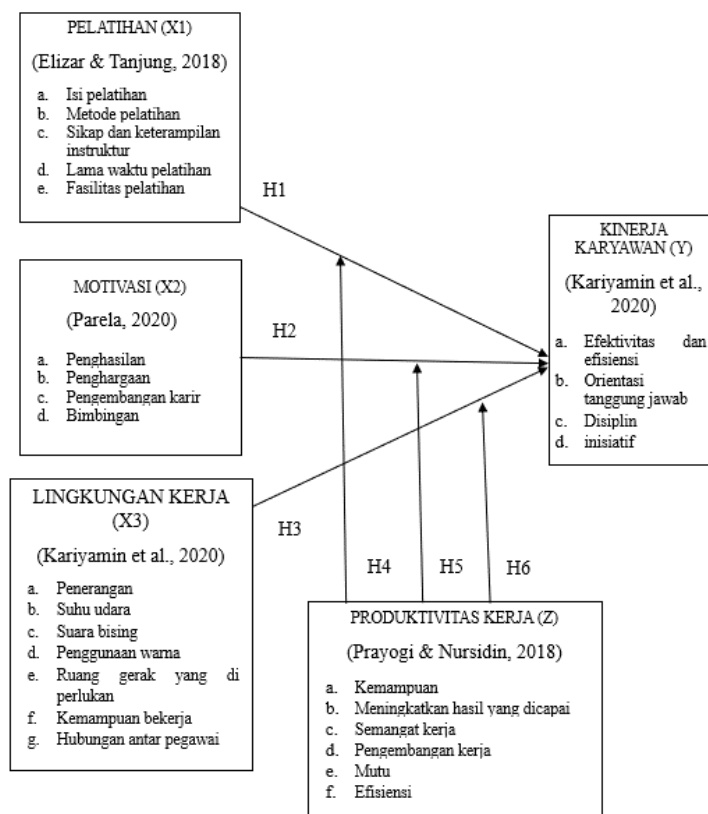 PELATIHAN (X1)
(Elizar & Tanjung, 2018)
a. Isi pelatihan
b. Metode pelatihan
c. Sikap dan keterampilan
instruktur
d. Lama waktu pelatihan
e. Fasilitas pelatihan
H1
MOTIVASI (X2)
(Parela, 2020)
a. Penghasilan
b. Penghargaan
c. Pengembangan karir
d. Bimbingan
H2
LINGKUNGAN KERJA
(X3)
(Kariyamin et al., 2020)
a. Penerangan
b. Suhu udara
c. Suara bising
d. Penggunaan warna
e. Ruang gerak yang di
perlukan
f. Kemampuan bekerja
g. Hubungan antar pegawai
H3
KINERJA
KARYAWAN (Y)
(Kariyamin et al.,
2020)
a. Efektivitas dan
efisiensi
b. Orientasi
tanggung jawab
c. Disiplin
d. inisiatif
H4
H5
H6
PRODUKTIVITAS KERJA (Z)
(Prayogi & Nursidin, 2018)
a. Kemampuan
b. Meningkatkan hasil yang dicapai
c. Semangat kerja
d. Pengembangan kerja
e. Mutu
f. Efisiensi